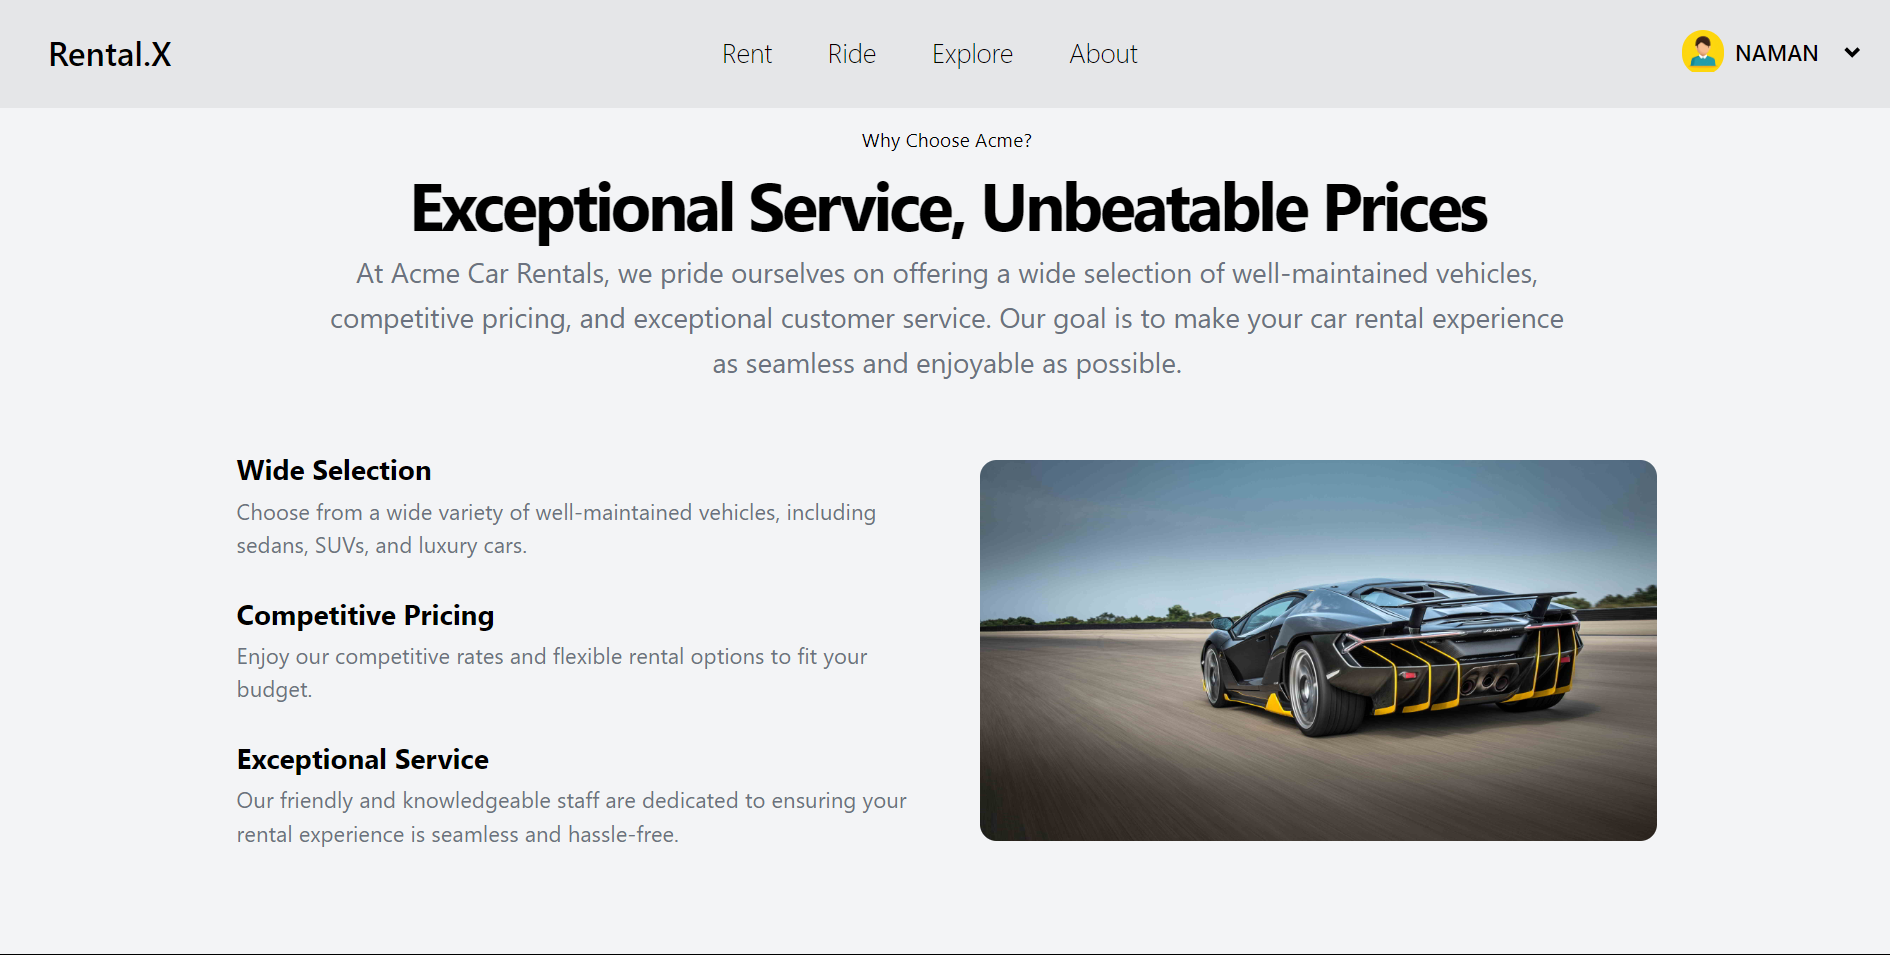 Rental.X
Rent Ride Explore About
NAMAN
Why Choose Acme?
Exceptional Service, Unbeatable Prices
At Acme Car Rentals, we pride ourselves on offering a wide selection of well-maintained vehicles,
competitive pricing, and exceptional customer service. Our goal is to make your car rental experience
as seamless and enjoyable as possible.
Wide Selection
Choose from a wide variety of well-maintained vehicles, including
sedans, SUVs, and luxury cars.
Competitive Pricing
Enjoy our competitive rates and flexible rental options to fit your
budget.
Exceptional Service
Our friendly and knowledgeable staff are dedicated to ensuring your
rental experience is seamless and hassle-free.